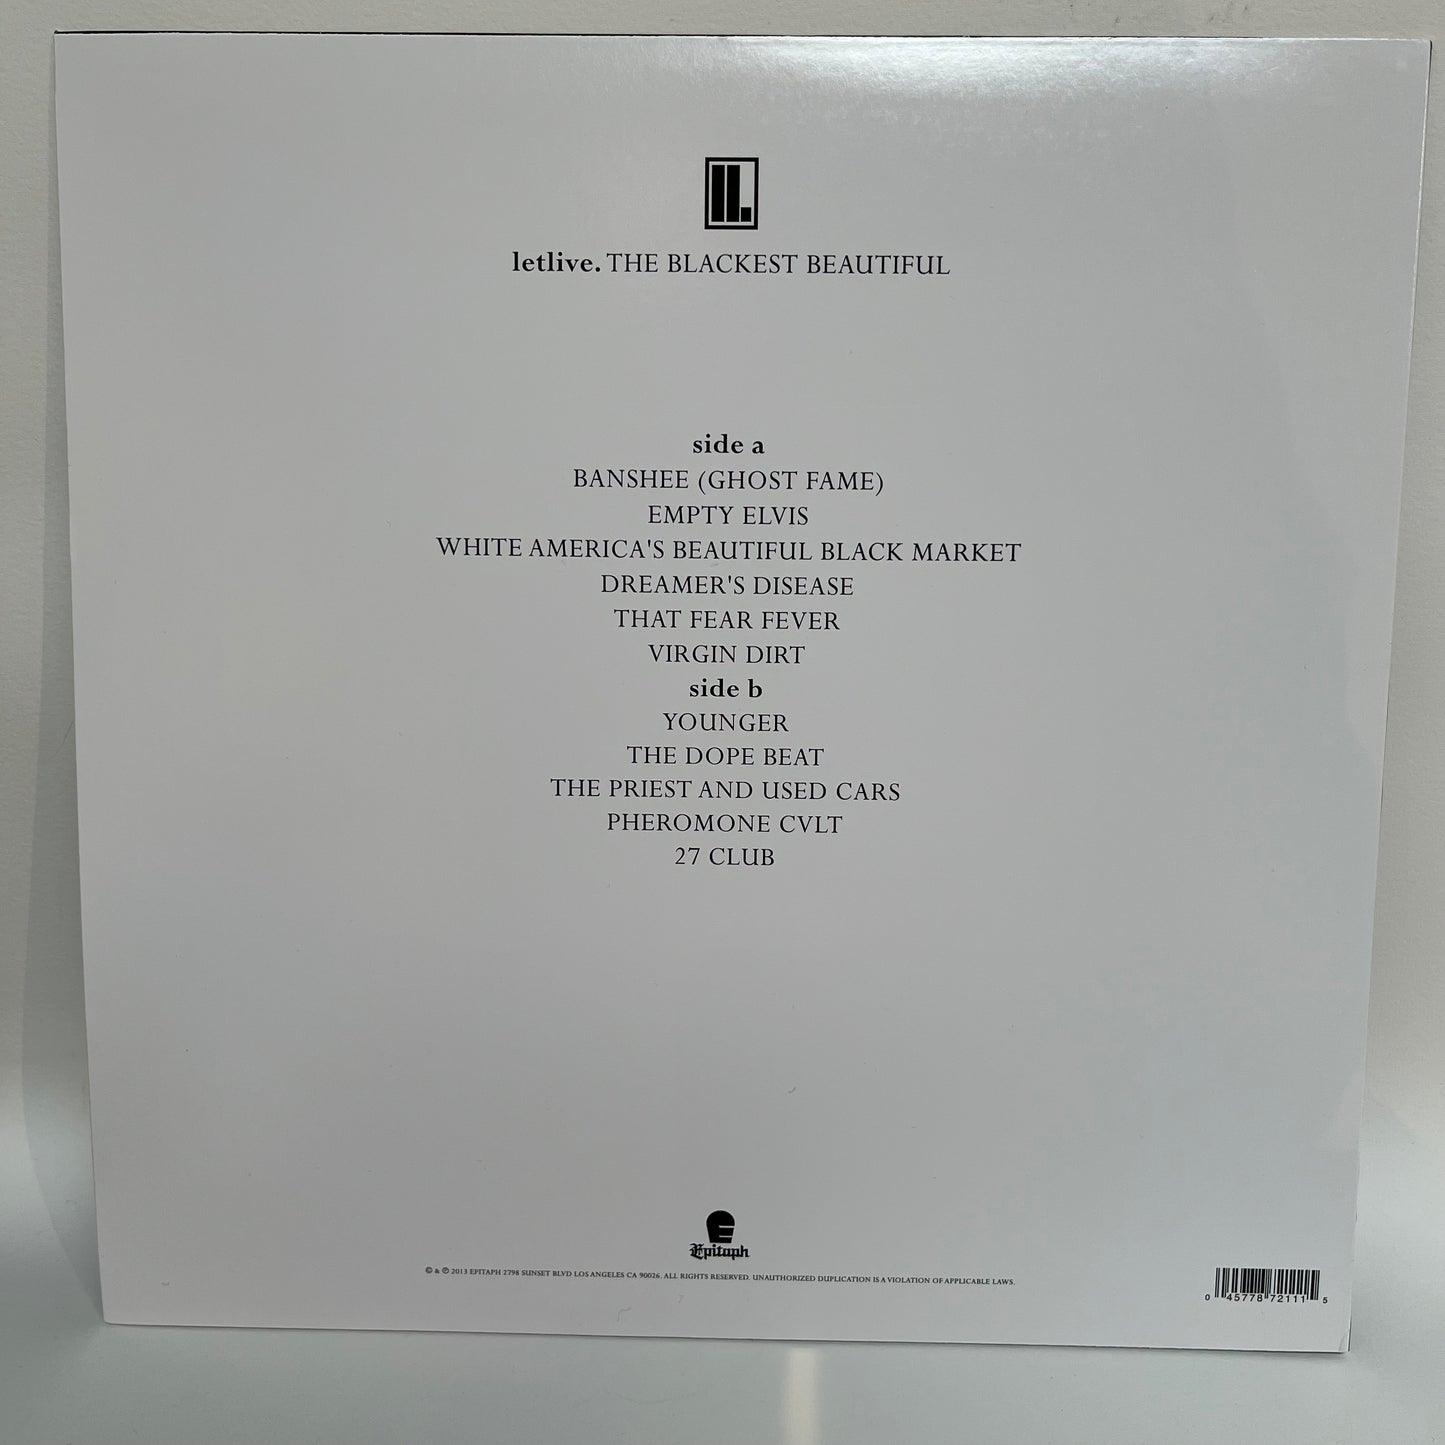 ll.
letlive. THE BLACKEST BEAUTIFUL
side a
BANSHEE (GHOST FAME)
EMPTY ELVIS
WHITE AMERICA'S BEAUTIFUL BLACK MARKET
DREAMER'S DISEASE
THAT FEAR FEVER
VIRGIN DIRT
side b
YOUNGER
THE DOPE BEAT
THE PRIEST AND USED CARS
PHEROMONE CVLT
27 CLUB
E
Epitaph
© & ℗ 2013 EPITAPH 2798 SUNSET BLVD LOS ANGELES CA 90026. ALL RIGHTS RESERVED. UNAUTHORIZED DUPLICATION IS A VIOLATION OF APPLICABLE LAWS.
0 45778 72111 5